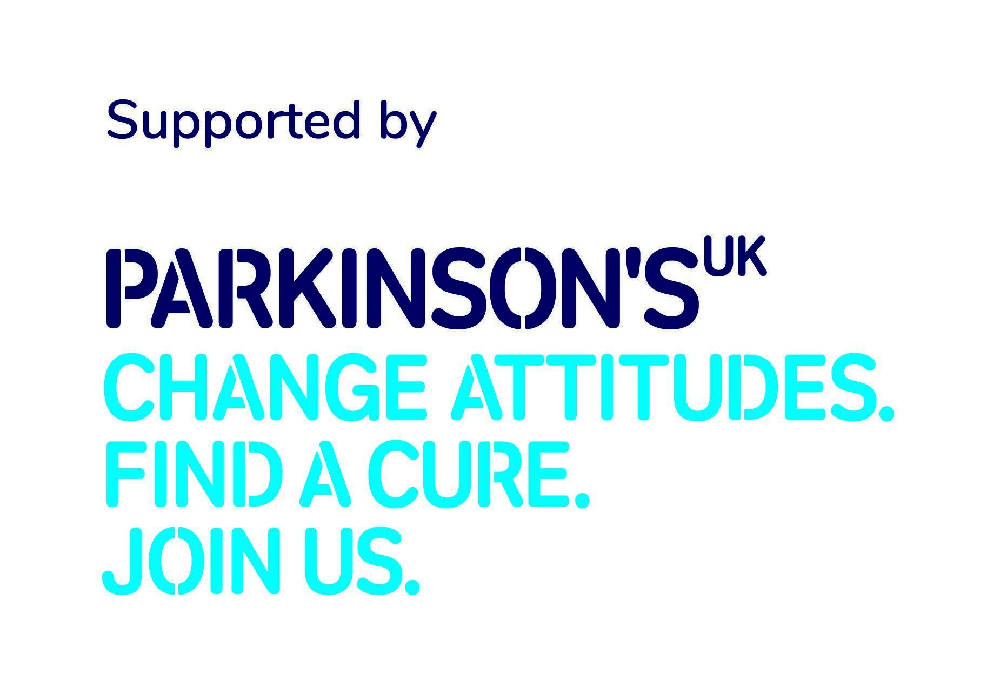 Supported by
PARKINSON'S UK
CHANGE ATTITUDES.
FIND A CURE.
JOIN US.